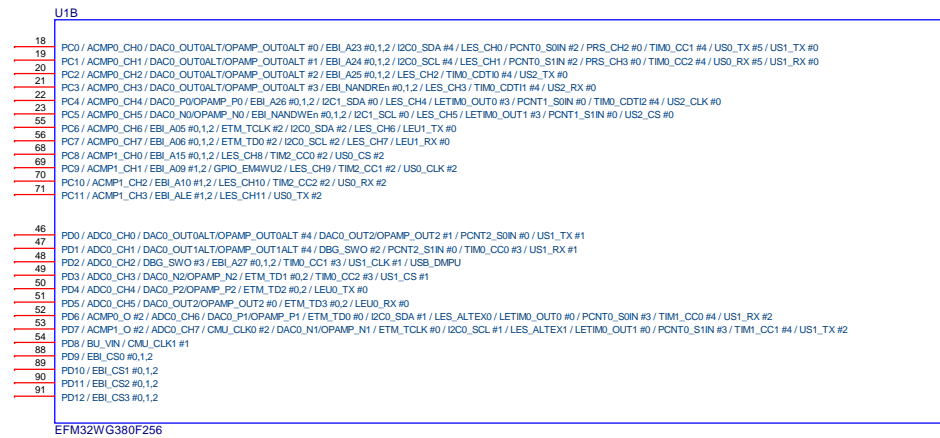 U1B
18 PC0 / ACMP0_CH0 / DAC0_OUT0ALT/OPAMP_OUT0ALT #0 / EBI_A23 #0,1,2 / I2C0_SDA #4 / LES_CH0 / PCNT0_S0IN #2 / PRS_CH2 #0 / TIM0_CC1 #4 / US0_TX #5 / US1_TX #0
19 PC1 / ACMP0_CH1 / DAC0_OUT0ALT/OPAMP_OUT0ALT #1 / EBI_A24 #0,1,2 / I2C0_SCL #4 / LES_CH1 / PCNT0_S1IN #2 / PRS_CH3 #0 / TIM0_CC2 #4 / US0_RX #5 / US1_RX #0
20 PC2 / ACMP0_CH2 / DAC0_OUT0ALT/OPAMP_OUT0ALT #2 / EBI_A25 #0,1,2 / LES_CH2 / TIM0_CDTI0 #4 / US2_TX #0
21 PC3 / ACMP0_CH3 / DAC0_OUT0ALT/OPAMP_OUT0ALT #3 / EBI_NANDREn #0,1,2 / LES_CH3 / TIM0_CDTI1 #4 / US2_RX #0
22 PC4 / ACMP0_CH4 / DAC0_P0/OPAMP_P0 / EBI_A26 #0,1,2 / I2C1_SDA #0 / LES_CH4 / LETIM0_OUT0 #3 / PCNT1_S0IN #0 / TIM0_CDTI2 #4 / US2_CLK #0
23 PC5 / ACMP0_CH5 / DAC0_N0/OPAMP_N0 / EBI_NANDWEn #0,1,2 / I2C1_SCL #0 / LES_CH5 / LETIM0_OUT1 #3 / PCNT1_S1IN #0 / US2_CS #0
55 PC6 / ACMP0_CH6 / EBI_A05 #0,1,2 / ETM_TCLK #2 / I2C0_SDA #2 / LES_CH6 / LEU1_TX #0
56 PC7 / ACMP0_CH7 / EBI_A06 #0,1,2 / ETM_TD0 #2 / I2C0_SCL #2 / LES_CH7 / LEU1_RX #0
68 PC8 / ACMP1_CH0 / EBI_A15 #0,1,2 / LES_CH8 / TIM2_CC0 #2 / US0_CS #2
69 PC9 / ACMP1_CH1 / EBI_A09 #1,2 / GPIO_EM4WU2 / LES_CH9 / TIM2_CC1 #2 / US0_CLK #2
70 PC10 / ACMP1_CH2 / EBI_A10 #1,2 / LES_CH10 / TIM2_CC2 #2 / US0_RX #2
71 PC11 / ACMP1_CH3 / EBI_ALE #1,2 / LES_CH11 / US0_TX #2
46 PD0 / ADC0_CH0 / DAC0_OUT0ALT/OPAMP_OUT0ALT #4 / DAC0_OUT2/OPAMP_OUT2 #1 / PCNT2_S0IN #0 / US1_TX #1
47 PD1 / ADC0_CH1 / DAC0_OUT1ALT/OPAMP_OUT1ALT #4 / DBG_SWO #2 / PCNT2_S1IN #0 / TIM0_CC0 #3 / US1_RX #1
48 PD2 / ADC0_CH2 / DBG_SWO #3 / EBI_A27 #0,1,2 / TIM0_CC1 #3 / US1_CLK #1 / USB_DMPU
49 PD3 / ADC0_CH3 / DAC0_N2/OPAMP_N2 / ETM_TD1 #0,2 / TIM0_CC2 #3 / US1_CS #1
50 PD4 / ADC0_CH4 / DAC0_P2/OPAMP_P2 / ETM_TD2 #0,2 / LEU0_TX #0
51 PD5 / ADC0_CH5 / DAC0_OUT2/OPAMP_OUT2 #0 / ETM_TD3 #0,2 / LEU0_RX #0
52 PD6 / ACMP0_O #2 / ADC0_CH6 / DAC0_P1/OPAMP_P1 / ETM_TD0 #0 / I2C0_SDA #1 / LES_ALTEX0 / LETIM0_OUT0 #0 / PCNT0_S0IN #3 / TIM1_CC0 #4 / US1_RX #2
53 PD7 / ACMP1_O #2 / ADC0_CH7 / CMU_CLK0 #2 / DAC0_N1/OPAMP_N1 / ETM_TCLK #0 / I2C0_SCL #1 / LES_ALTEX1 / LETIM0_OUT1 #0 / PCNT0_S1IN #3 / TIM1_CC1 #4 / US1_TX #2
54 PD8 / BU_VIN / CMU_CLK1 #1
88 PD9 / EBI_CS0 #0,1,2
89 PD10 / EBI_CS1 #0,1,2
90 PD11 / EBI_CS2 #0,1,2
91 PD12 / EBI_CS3 #0,1,2
EFM32WG380F256